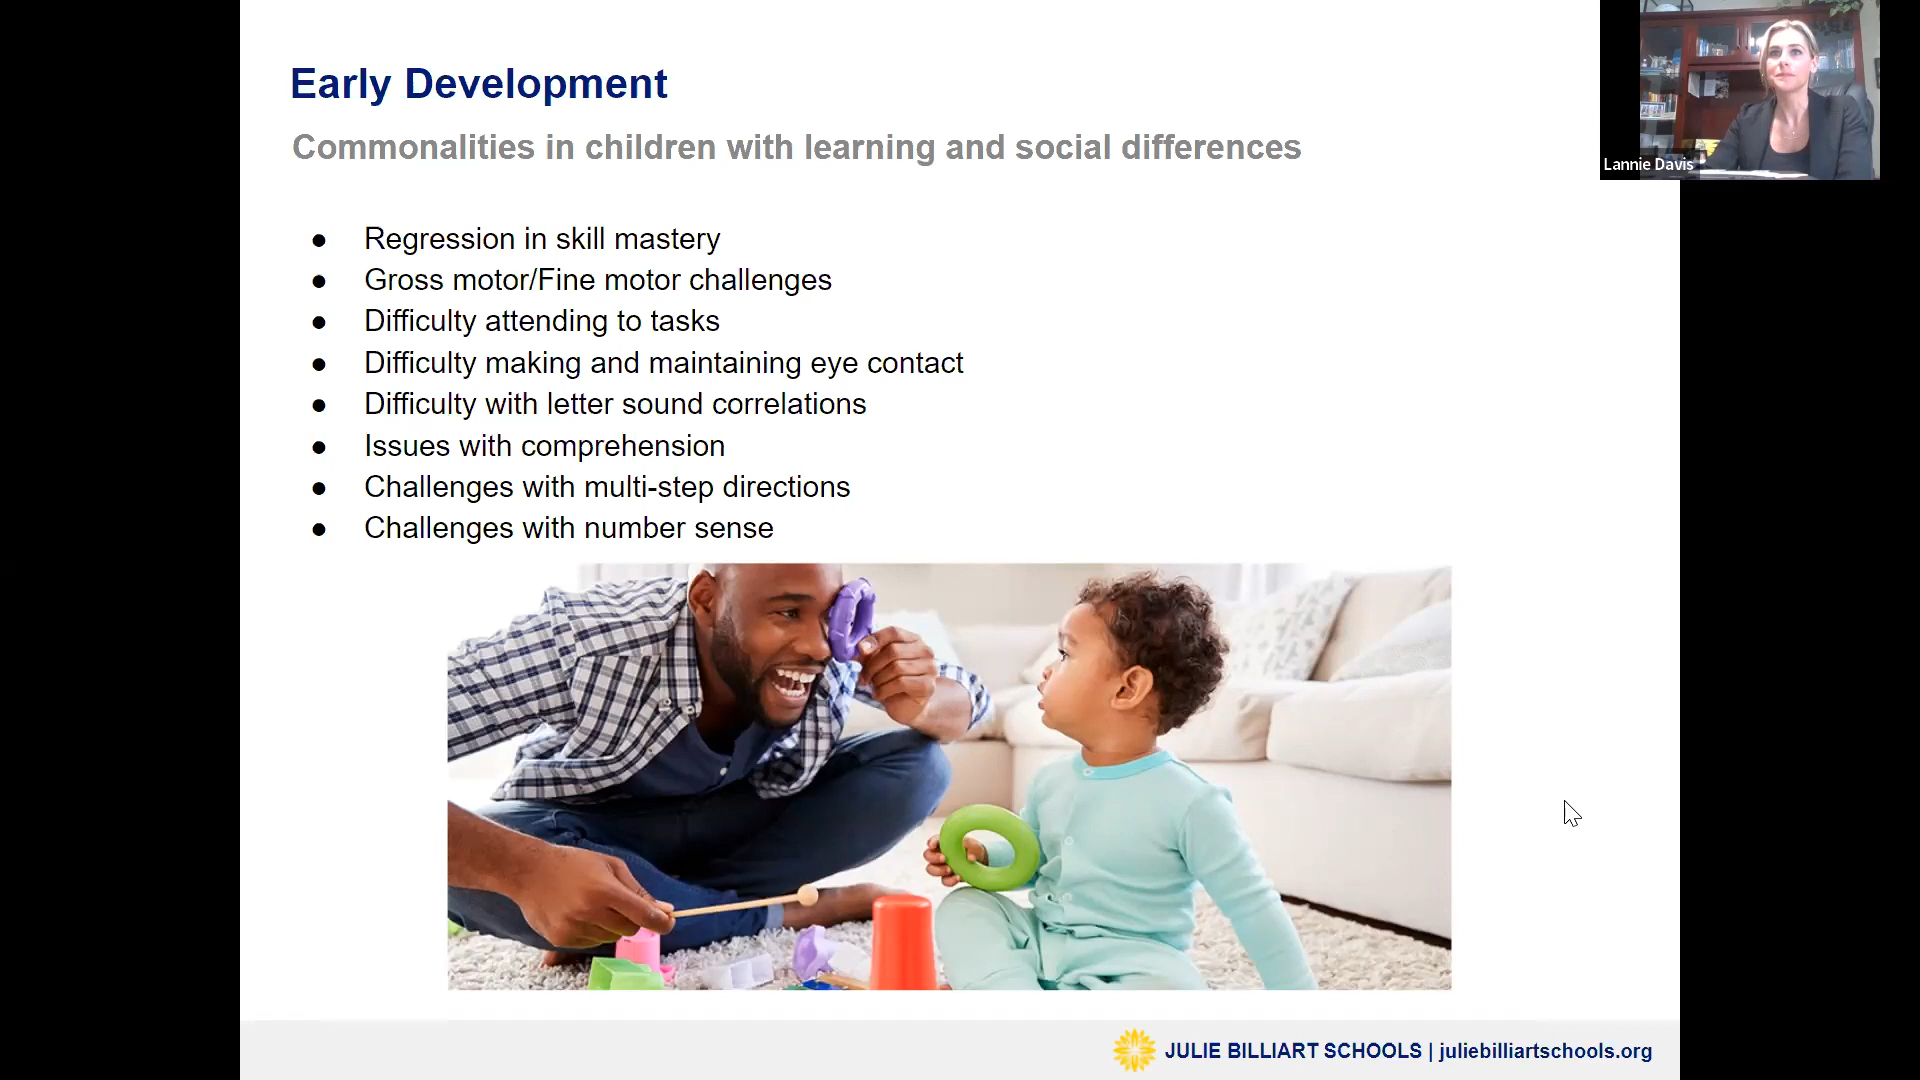 Early Development
Commonalities in children with learning and social differences
Lannie Davis
● Regression in skill mastery
● Gross motor/Fine motor challenges
● Difficulty attending to tasks
● Difficulty making and maintaining eye contact
● Difficulty with letter sound correlations
● Issues with comprehension
● Challenges with multi-step directions
● Challenges with number sense
JULIE BILLIART SCHOOLS | juliebilliartschools.org